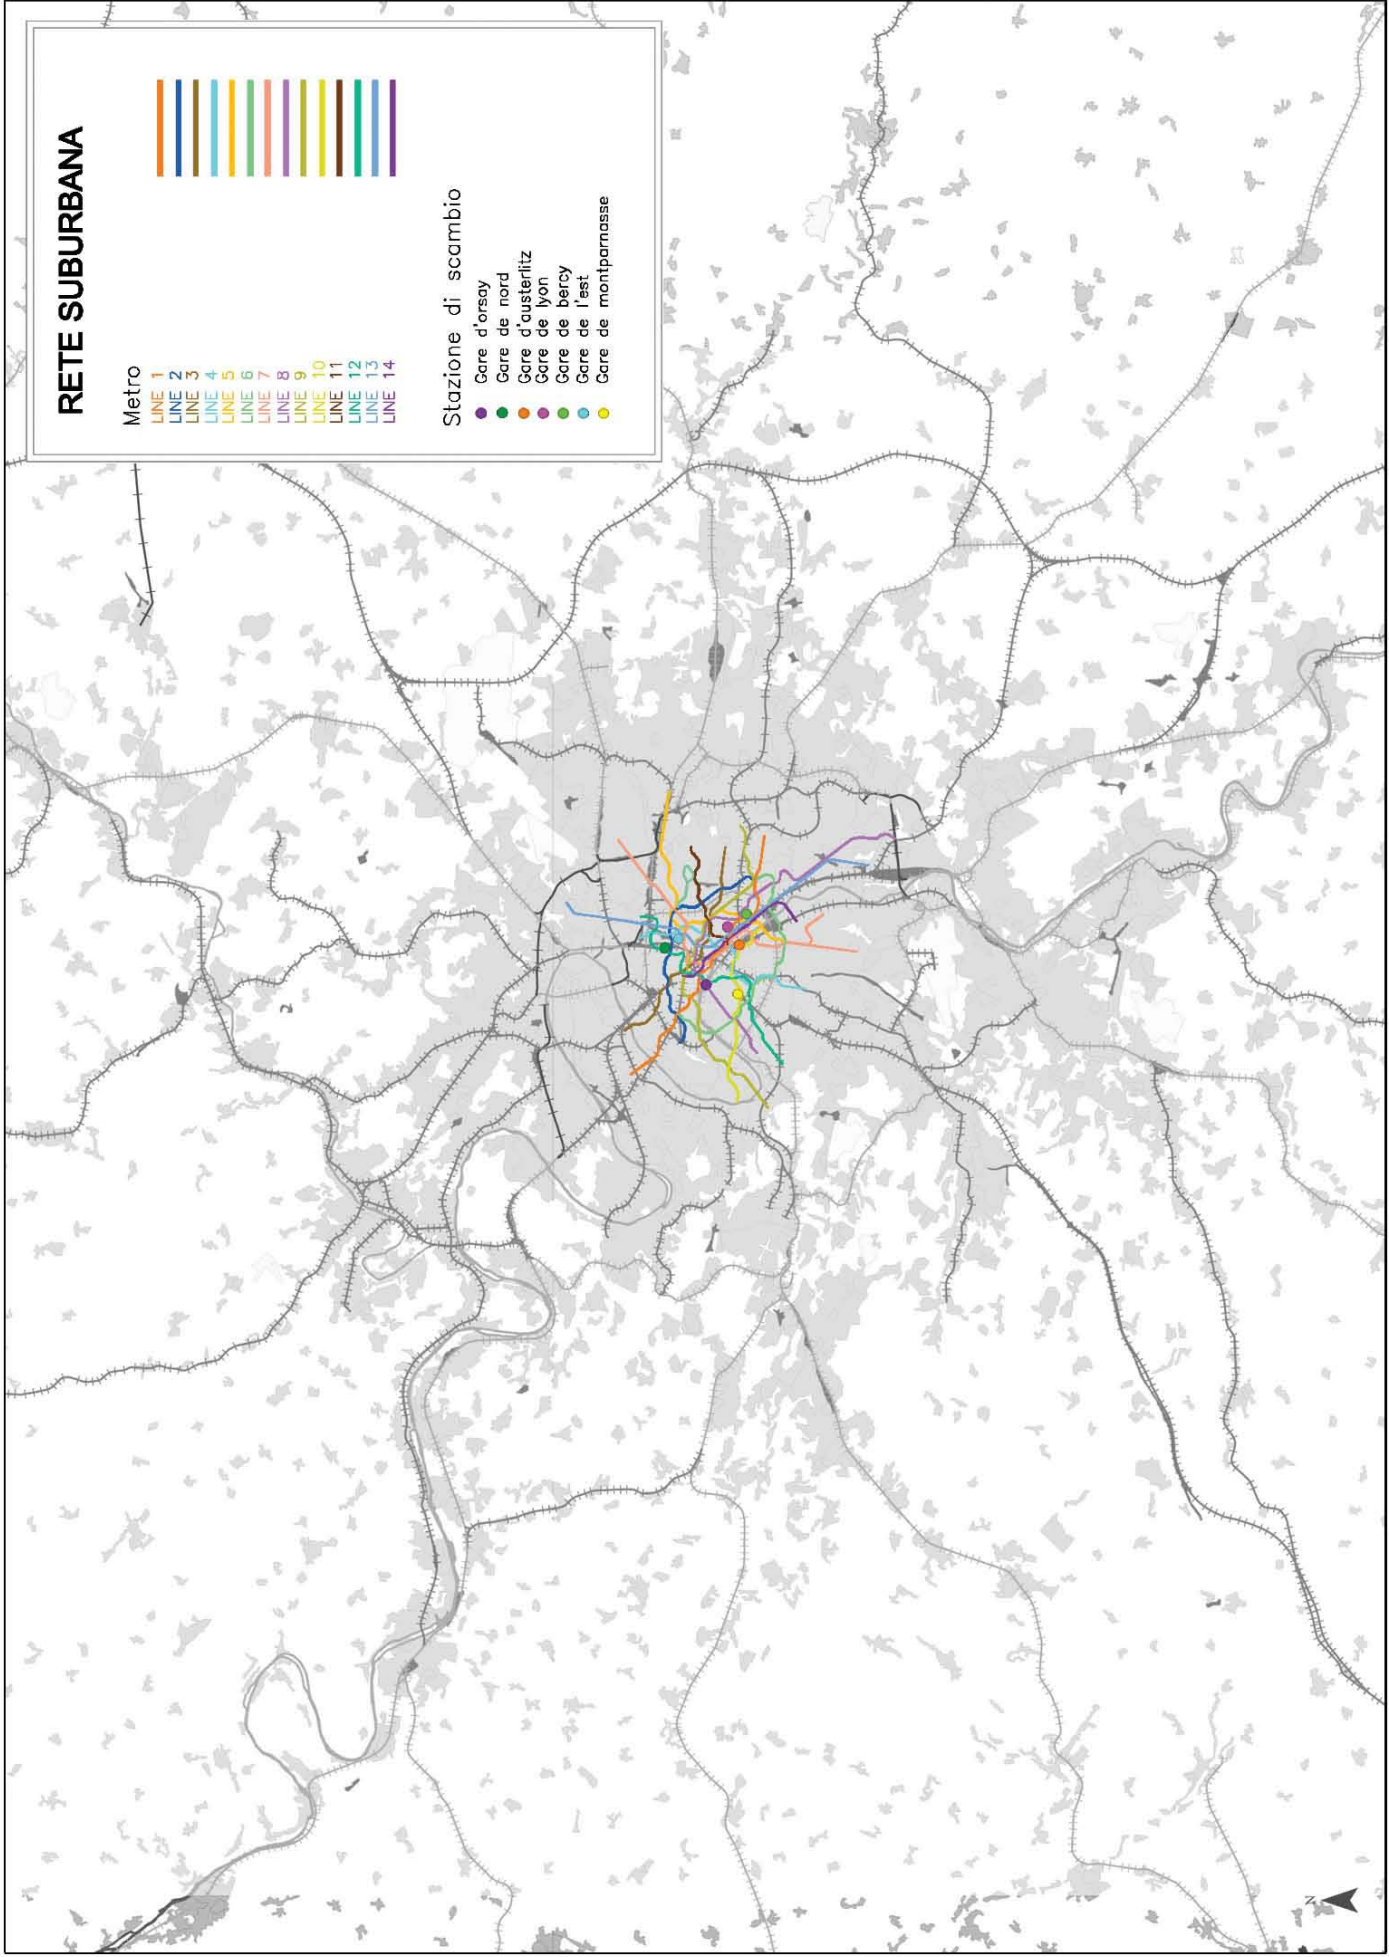 RETE SUBURBANA
Metro
LINE 1
LINE 2
LINE 3
LINE 4
LINE 5
LINE 6
LINE 7
LINE 8
LINE 9
LINE 10
LINE 11
LINE 12
LINE 13
LINE 14
Stazione di scambio
Gare d'orsay
Gare de nord
Gare d'austerlitz
Gare de lyon
Gare de bercy
Gare de l'est
Gare de montparnasse
N